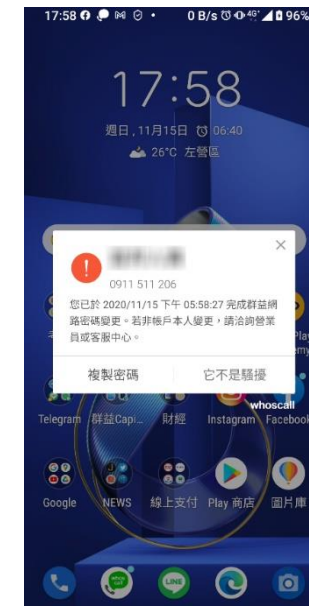 17:58
0 B/s 4G+ 96%
17:58
週日 , 11月15日 06:40
26°C 左營區
0911 511 206
您已於 2020/11/15 下午 05:58:27 完成群益網
路密碼變更。若非帳戶本人變更,請洽詢營業
員或客服中心。
複製密碼
它不是騷擾
whoscall
Telegram
群益Capi...
財經
Instagram
Facebook
Google
NEWS
線上支付
Play 商店
圖片庫
LINE